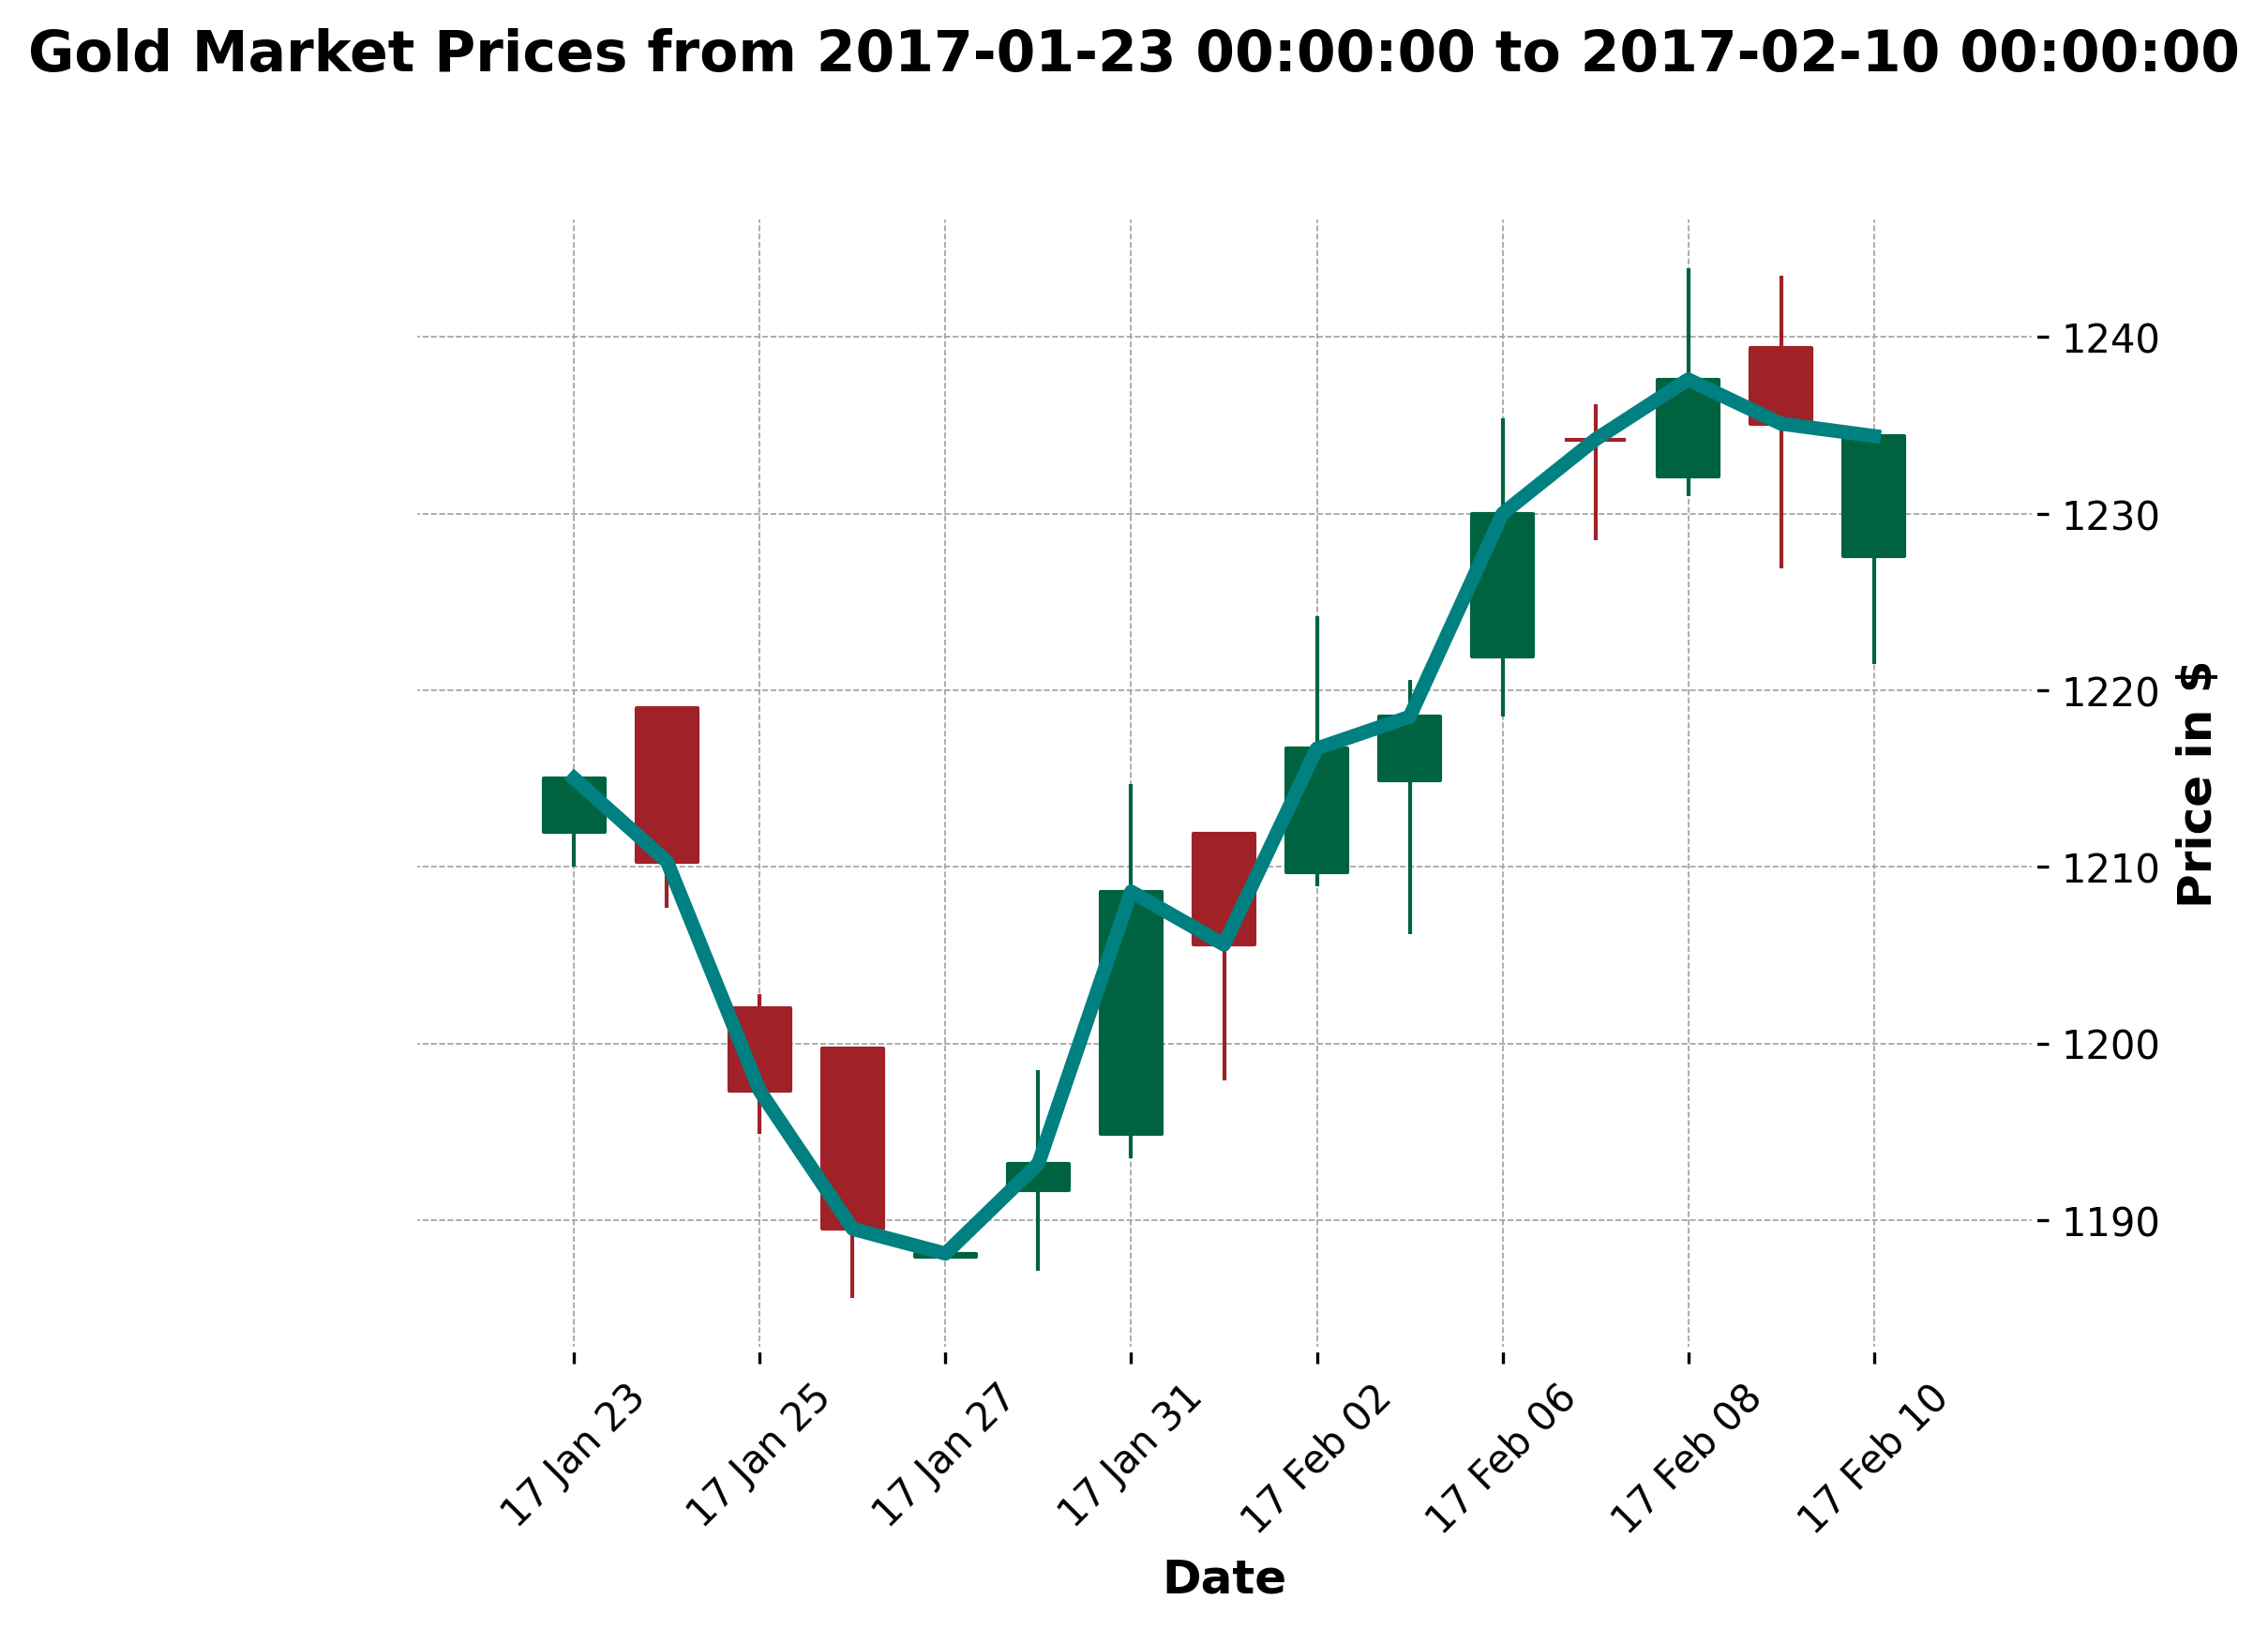 Gold Market Prices from 2017-01-23 00:00:00 to 2017-02-10 00:00:00
1240
1230
1220
1210
1200
1190
Price in $
17 Jan 23
17 Jan 25
17 Jan 27
17 Jan 31
17 Feb 02
17 Feb 06
17 Feb 08
17 Feb 10
Date